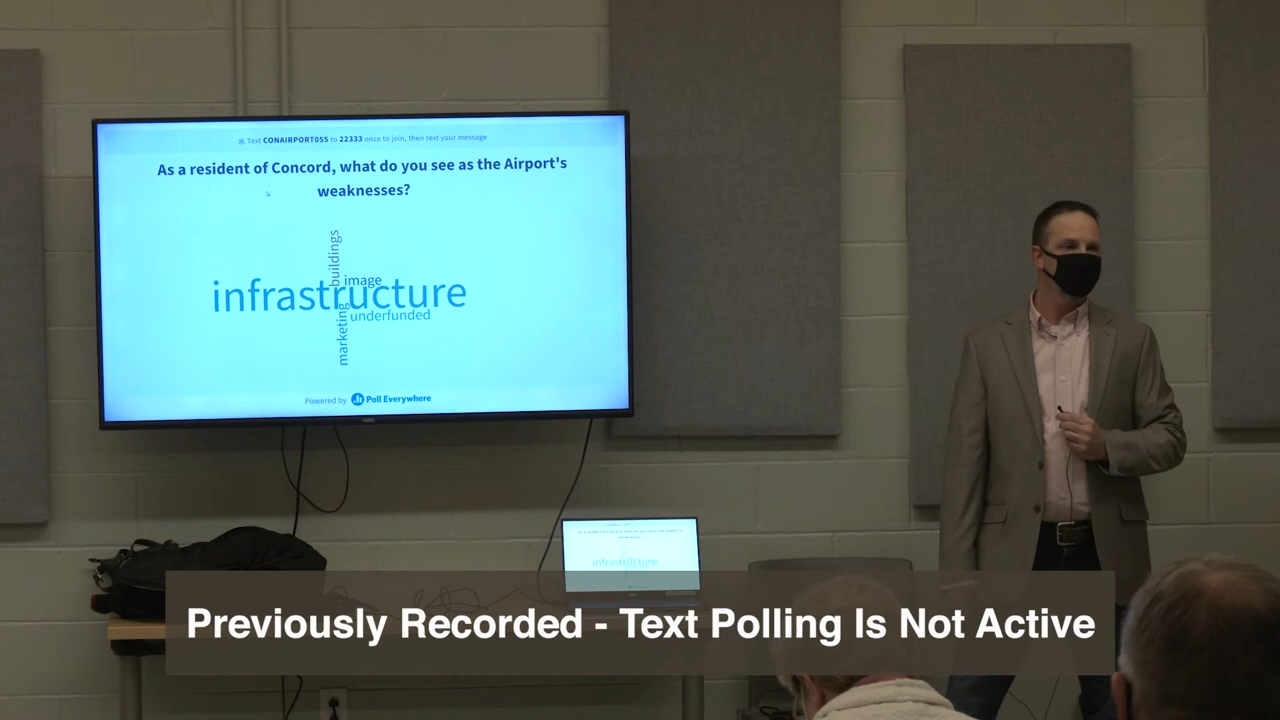 Text CONAIRPORT055 to 22333 once to join, then text your message
As a resident of Concord, what do you see as the Airport's
weaknesses?
buildings
image
infrastructure
underfunded
marketing
Powered by Poll Everywhere
infrastructure
Previously Recorded - Text Polling Is Not Active